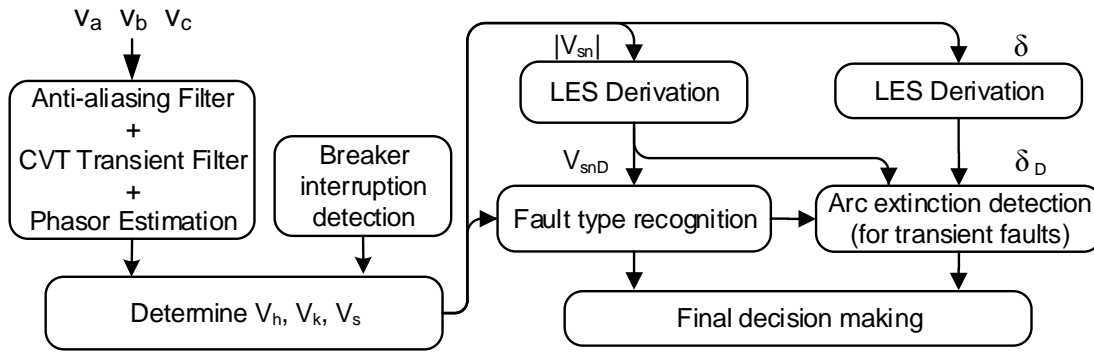 va vb vc
Anti-aliasing Filter
+
CVT Transient Filter
+
Phasor Estimation
Breaker
interruption
detection
Determine Vh, Vk, Vs
|Vsn|
LES Derivation
VsnD
Fault type recognition
δ
LES Derivation
δD
Arc extinction detection
(for transient faults)
Final decision making